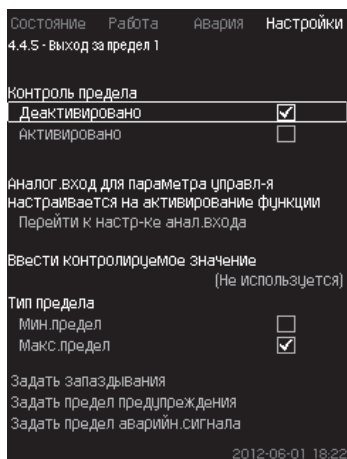 Состояние Работа Авария Настройки
4.4.5 - Выход за предел 1
Контроль предела
Деактивировано
Активировано
Аналог.вход для параметра управл-я
настраивается на активирование функции
Перейти к настр-ке анал.входа
Ввести контролируемое значение
(Не используется)
Тип предела
Мин.предел
Макс.предел
Задать запаздывания
Задать предел предупреждения
Задать предел аварийн.сигнала
2012-06-01 18:22